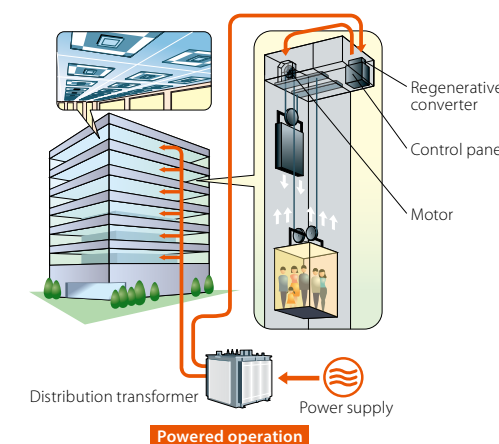 Regenerative
converter
Control pane
Motor
Distribution transformer
Power supply
Powered operation